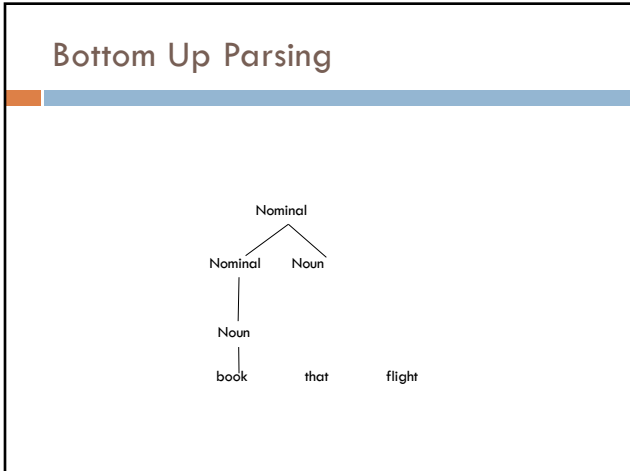 Bottom Up Parsing
Nominal
Nominal Noun
Noun
book that flight